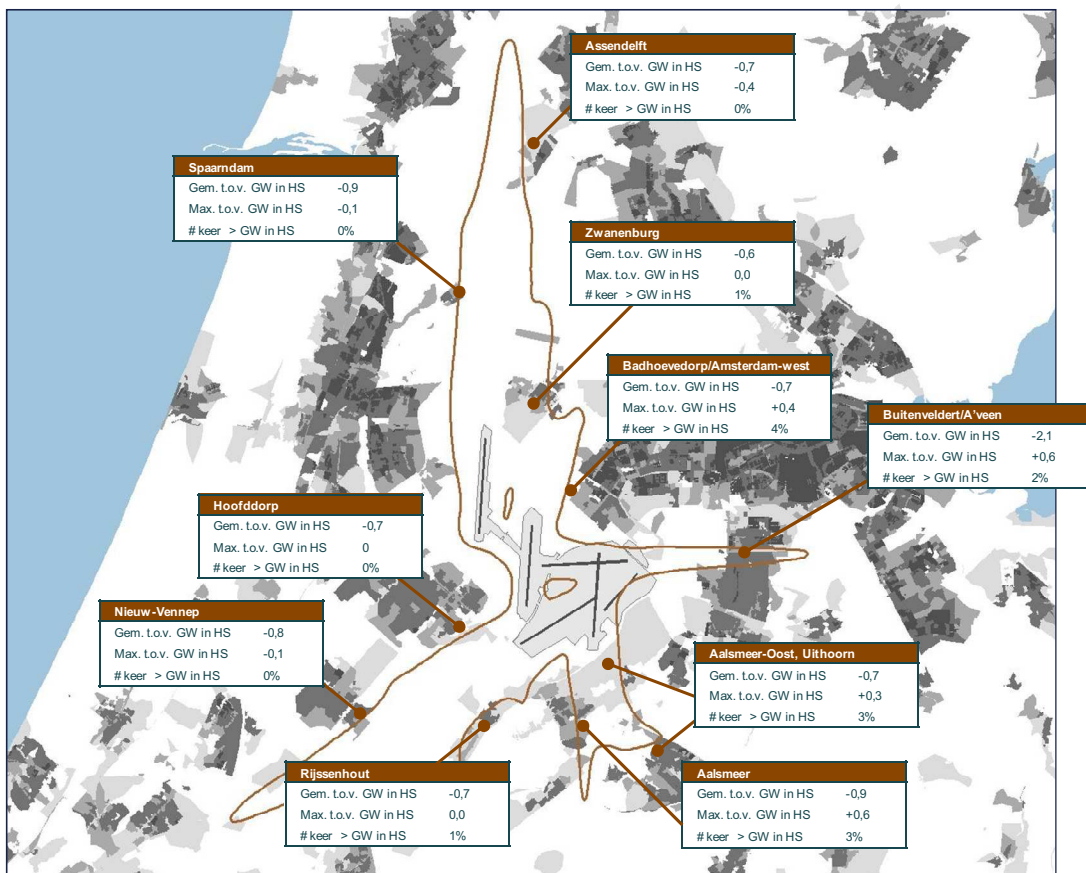 Assendelft
Gem. t.o.v. GW in HS -0,7
Max. t.o.v. GW in HS -0,4
# keer > GW in HS 0%
Spaarndam
Gem. t.o.v. GW in HS -0,9
Max. t.o.v. GW in HS -0,1
# keer > GW in HS 0%
Zwanenburg
Gem. t.o.v. GW in HS -0,6
Max. t.o.v. GW in HS 0,0
# keer > GW in HS 1%
Badhoevedorp/Amsterdam-west
Gem. t.o.v. GW in HS -0,7
Max. t.o.v. GW in HS +0,4
# keer > GW in HS 4%
Buitenveldert/A'veen
Gem. t.o.v. GW in HS -2,1
Max. t.o.v. GW in HS +0,6
# keer > GW in HS 2%
Hoofddorp
Gem. t.o.v. GW in HS -0,7
Max. t.o.v. GW in HS 0
# keer > GW in HS 0%
Nieuw-Vennep
Gem. t.o.v. GW in HS -0,8
Max. t.o.v. GW in HS -0,1
# keer > GW in HS 0%
Aalsmeer-Oost, Uithoorn
Gem. t.o.v. GW in HS -0,7
Max. t.o.v. GW in HS +0,3
# keer > GW in HS 3%
Rijssenhout
Gem. t.o.v. GW in HS -0,7
Max. t.o.v. GW in HS 0,0
# keer > GW in HS 1%
Aalsmeer
Gem. t.o.v. GW in HS -0,9
Max. t.o.v. GW in HS +0,6
# keer > GW in HS 3%